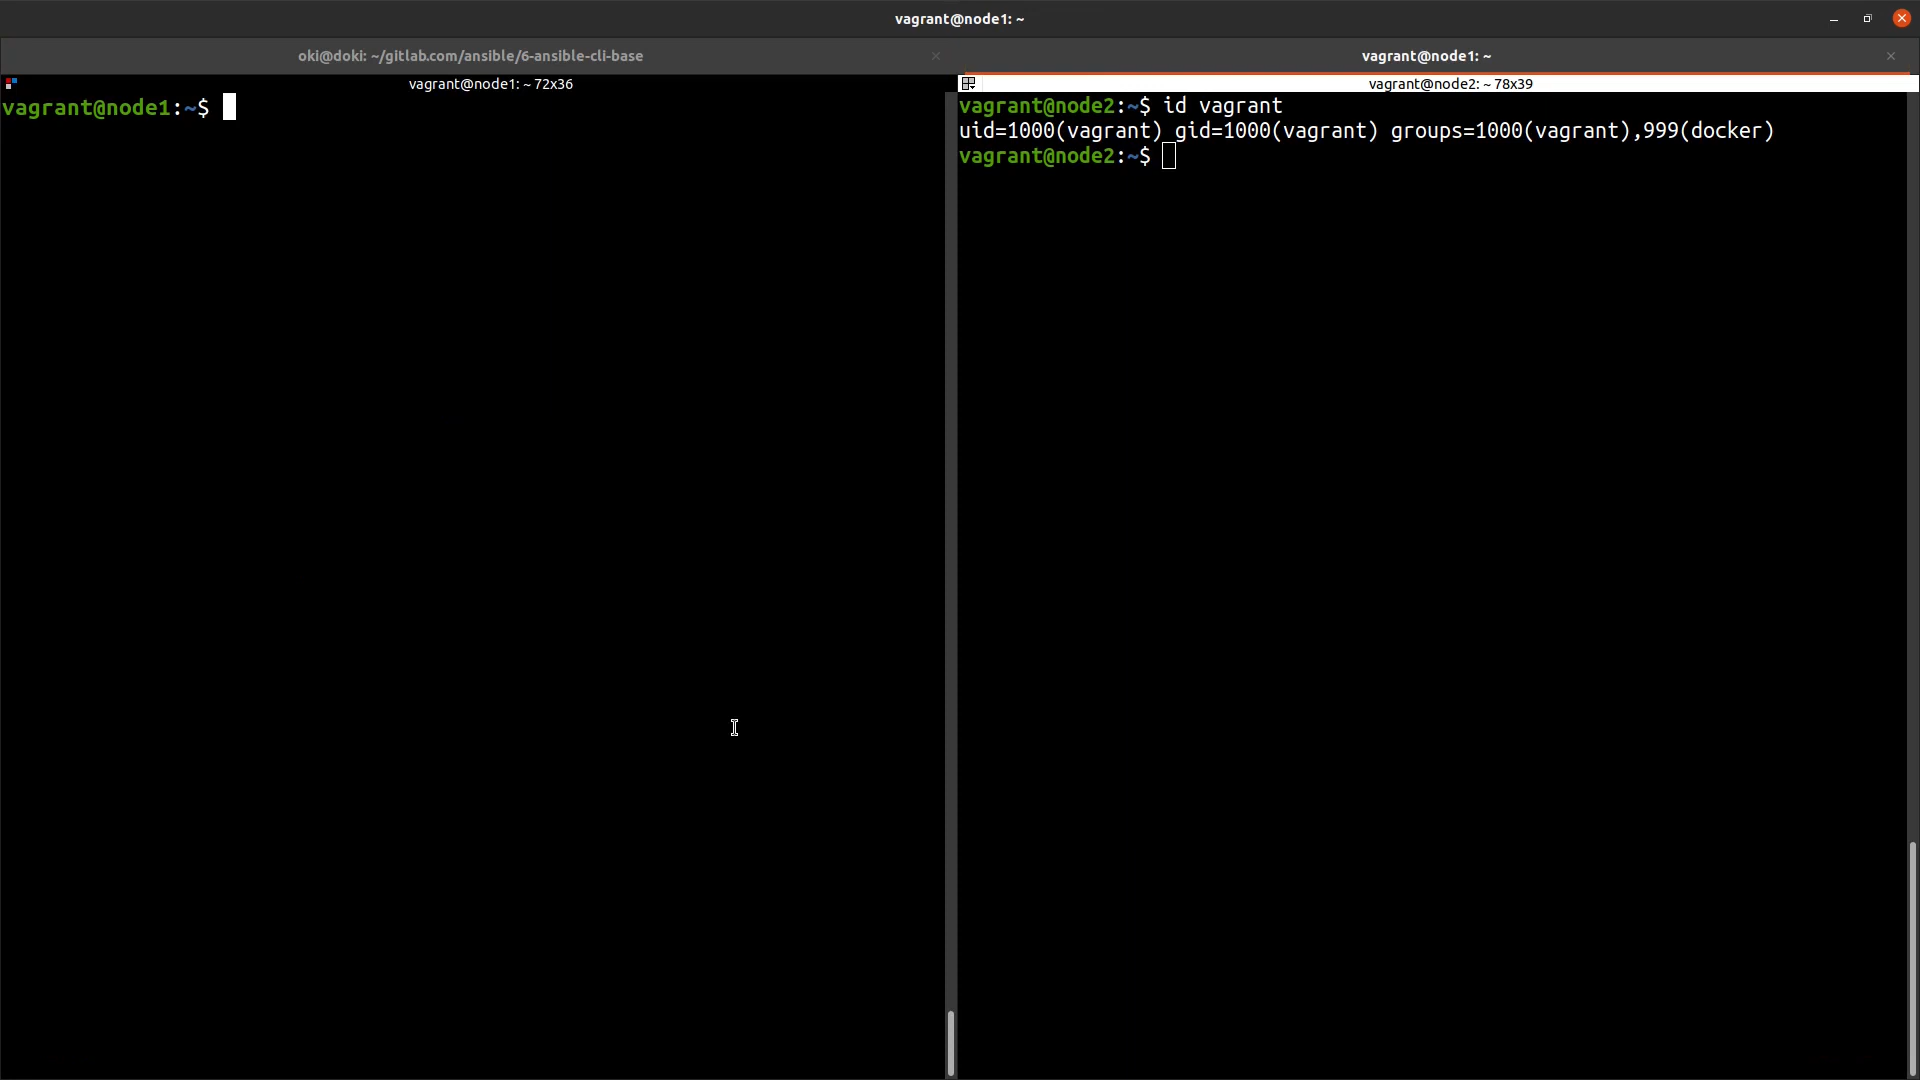 vagrant@node1: ~
oki@doki: ~/gitlab.com/ansible/6-ansible-cli-base
vagrant@node1: ~
vagrant@node1: ~ 72x36
vagrant@node1:~$
vagrant@node2: ~ 78x39
vagrant@node2:~$ id vagrant
uid=1000(vagrant) gid=1000(vagrant) groups=1000(vagrant),999(docker)
vagrant@node2:~$